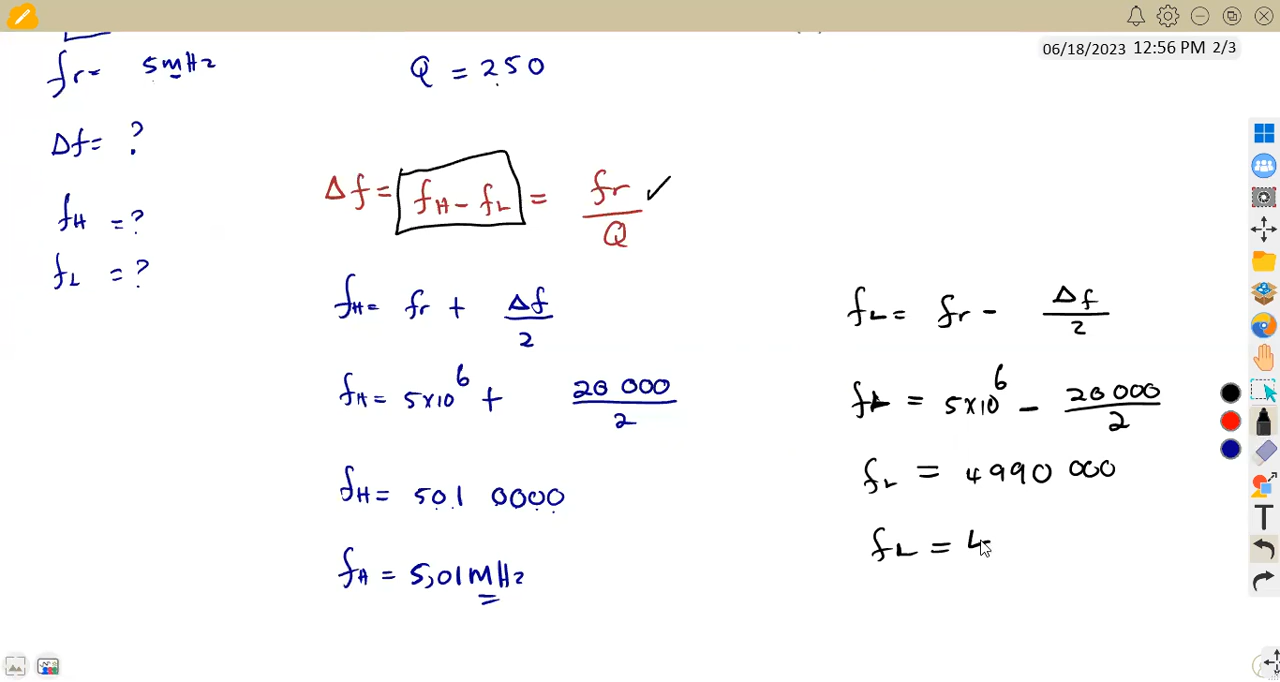 06/18/2023 12:56 PM 2/3
fr= 5mHz
Q = 250
Δf= ?
Δf= fH - fL = fr/Q ✓
fH =?
fL =?
fH= fr + Δf/2
fL= fr - Δf/2
fH= 5x10^6 + 20 000/2
fL = 5x10^6 - 20 000/2
fH= 501 0000
fL = 4990 000
fH = 5,01mHz
fL = 4
T